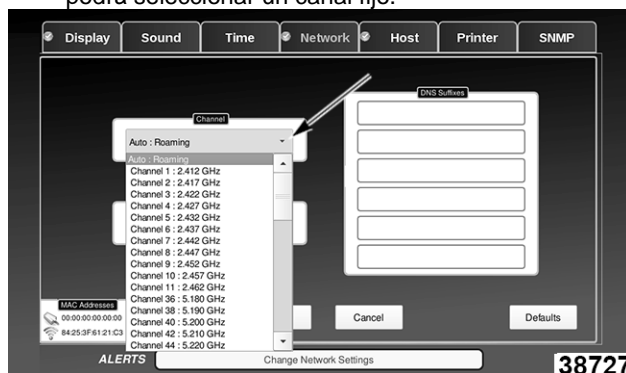 podrá seleccionar un canal fijo.
Display Sound Time Network Host Printer SNMP
Channel
DNS Suffixes
Auto : Roaming
Auto : Roaming
Channel 1 : 2.412 GHz
Channel 2 : 2.417 GHz
Channel 3 : 2.422 GHz
Channel 4 : 2.427 GHz
Channel 5 : 2.432 GHz
Channel 6 : 2.437 GHz
Channel 7 : 2.442 GHz
Channel 8 : 2.447 GHz
Channel 9 : 2.452 GHz
Channel 10 : 2.457 GHz
Channel 11 : 2.462 GHz
Channel 36 : 5.180 GHz
Channel 38 : 5.190 GHz
Channel 40 : 5.200 GHz
Channel 42 : 5.210 GHz
Channel 44 : 5.220 GHz
MAC Addresses
00:00:00:00:00:00
84:25:3F:61:21:C3
Cancel
Defaults
ALERTS
Change Network Settings
38727